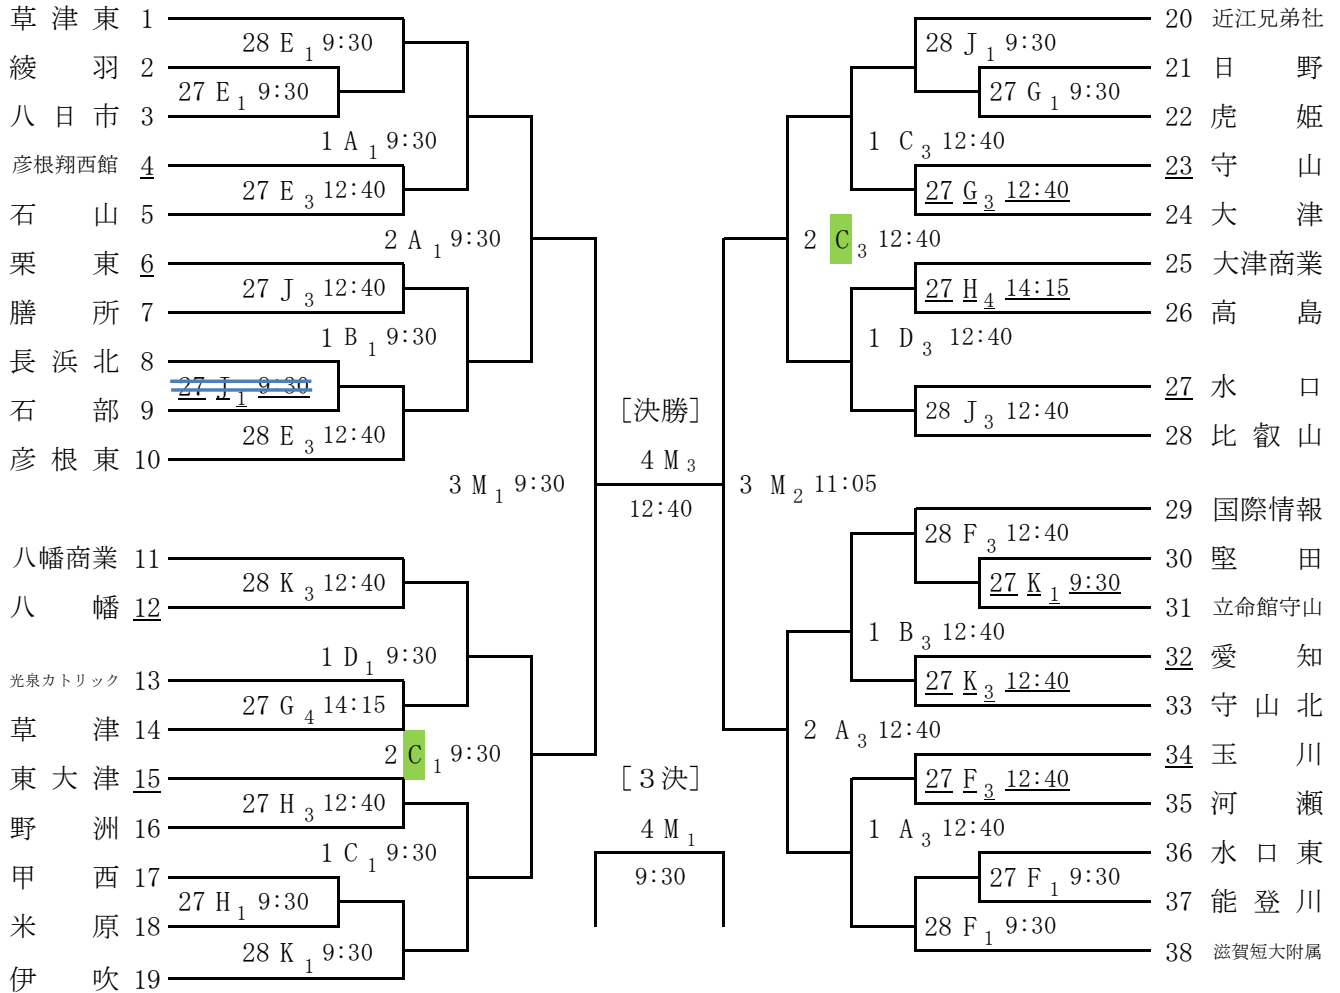 草津東 1
28 E 1 9:30
綾羽 2
27 E 1 9:30
八日市 3
1 A 1 9:30
彦根翔西館 4
27 E 3 12:40
石山 5
2 A 1 9:30
栗東 6
27 J 3 12:40
膳所 7
1 B 1 9:30
長浜北 8
27 J 1 9:30
石部 9
28 E 3 12:40
彦根東 10
3 M 1 9:30
八幡商業 11
28 K 3 12:40
八幡 12
1 D 1 9:30
光泉カトリック 13
27 G 4 14:15
草津 14
2 C 1 9:30
東大津 15
27 H 3 12:40
野洲 16
1 C 1 9:30
甲西 17
27 H 1 9:30
米原 18
28 K 1 9:30
伊吹 19
[決勝]
4 M 3
12:40
[３決]
4 M 1
9:30
20 近江兄弟社
28 J 1 9:30
21 日野
27 G 1 9:30
22 虎姫
1 C 3 12:40
23 守山
27 G 3 12:40
24 大津
2 C 3 12:40
25 大津商業
27 H 4 14:15
26 高島
1 D 3 12:40
27 水口
28 J 3 12:40
28 比叡山
3 M 2 11:05
29 国際情報
28 F 3 12:40
30 堅田
27 K 1 9:30
31 立命館守山
1 B 3 12:40
32 愛知
27 K 3 12:40
33 守山北
2 A 3 12:40
34 玉川
27 F 3 12:40
35 河瀬
1 A 3 12:40
36 水口東
27 F 1 9:30
37 能登川
28 F 1 9:30
38 滋賀短大附属